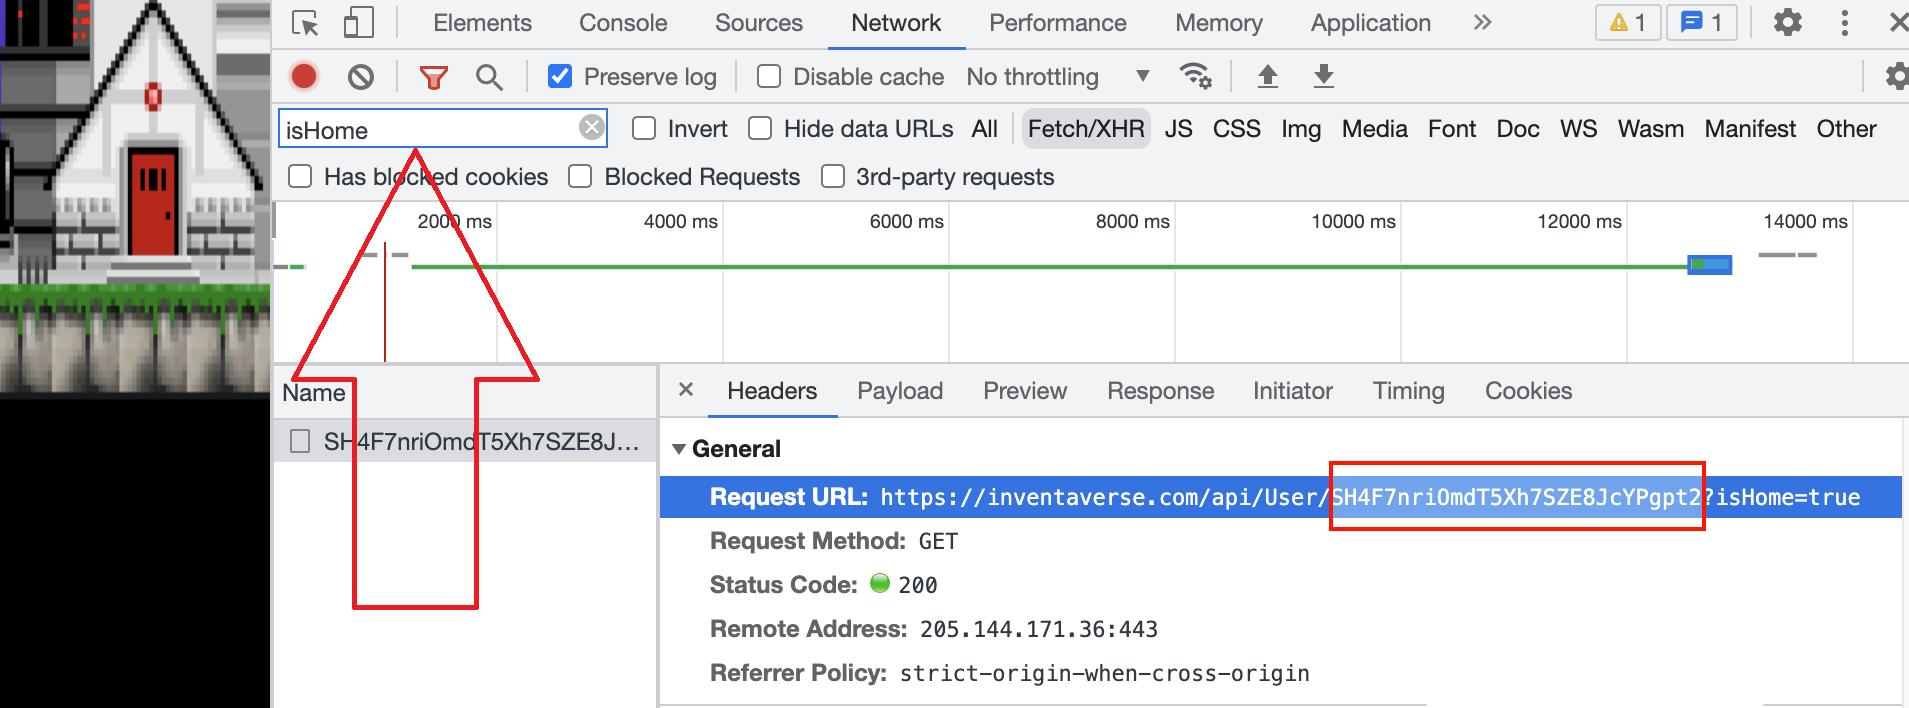 Elements Console Sources Network Performance Memory Application 1 1
Preserve log Disable cache No throttling
isHome Invert Hide data URLs All Fetch/XHR JS CSS Img Media Font Doc WS Wasm Manifest Other
Has blocked cookies Blocked Requests 3rd-party requests
2000 ms 4000 ms 6000 ms 8000 ms 10000 ms 12000 ms 14000 ms
Name
SH4F7nriOmdT5Xh7SZE8J...
Headers Payload Preview Response Initiator Timing Cookies
General
Request URL: https://inventaverse.com/api/User/SH4F7nriOmdT5Xh7SZE8JcYPgpt2?isHome=true
Request Method: GET
Status Code: 200
Remote Address: 205.144.171.36:443
Referrer Policy: strict-origin-when-cross-origin